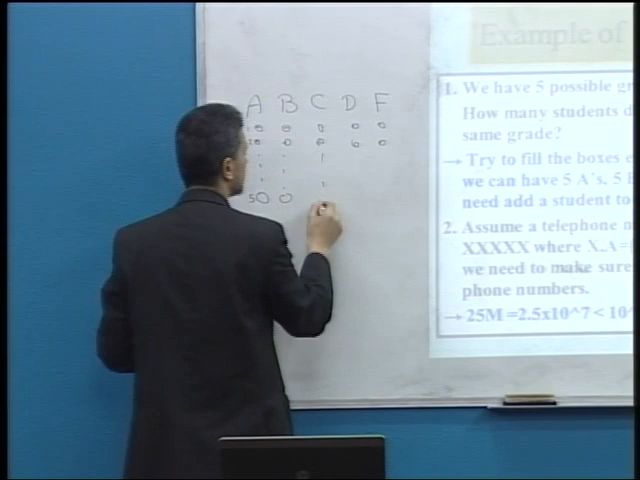 Example of
A B C D F
1. We have 5 possible gr
How many students d
same grade?
→ Try to fill the boxes
we can have 5 A's, 5
need add a student to
2. Assume a telephone n
XXXXX where X.A=
we need to make sure
phone numbers.
→ 25M =2.5x10^7 < 10^